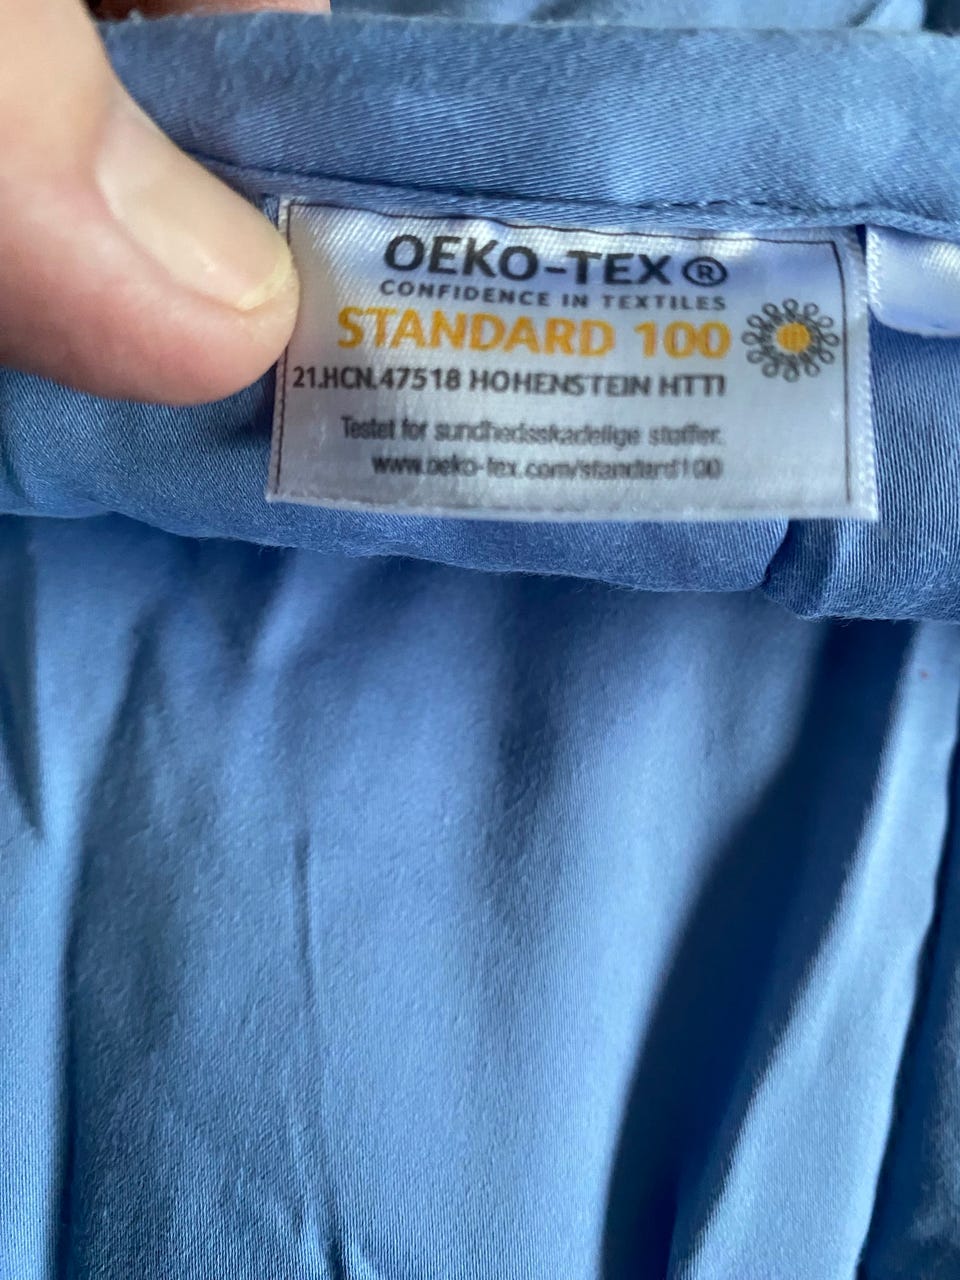 OEKO-TEX®
CONFIDENCE IN TEXTILES
STANDARD 100
21.HCN.47518 HOHENSTEIN HTTI
Testet for sundhedsskadelige stoffer.
www.oeko-tex.com/standard100